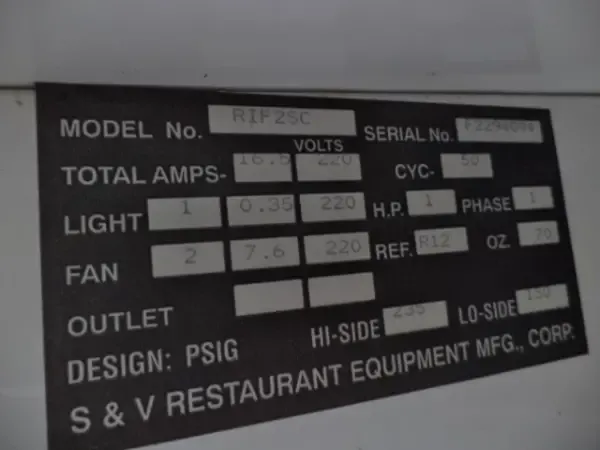 MODEL No. RIF2SC SERIAL No.
VOLTS
TOTAL AMPS- 16.5 220 CYC- 50
LIGHT 1 0.35 220 H.P. 1 PHASE 1
FAN 2 7.6 220 REF. R12 OZ. 70
OUTLET
DESIGN: PSIG HI-SIDE 235 LO-SIDE 150
S & V RESTAURANT EQUIPMENT MFG., CORP.